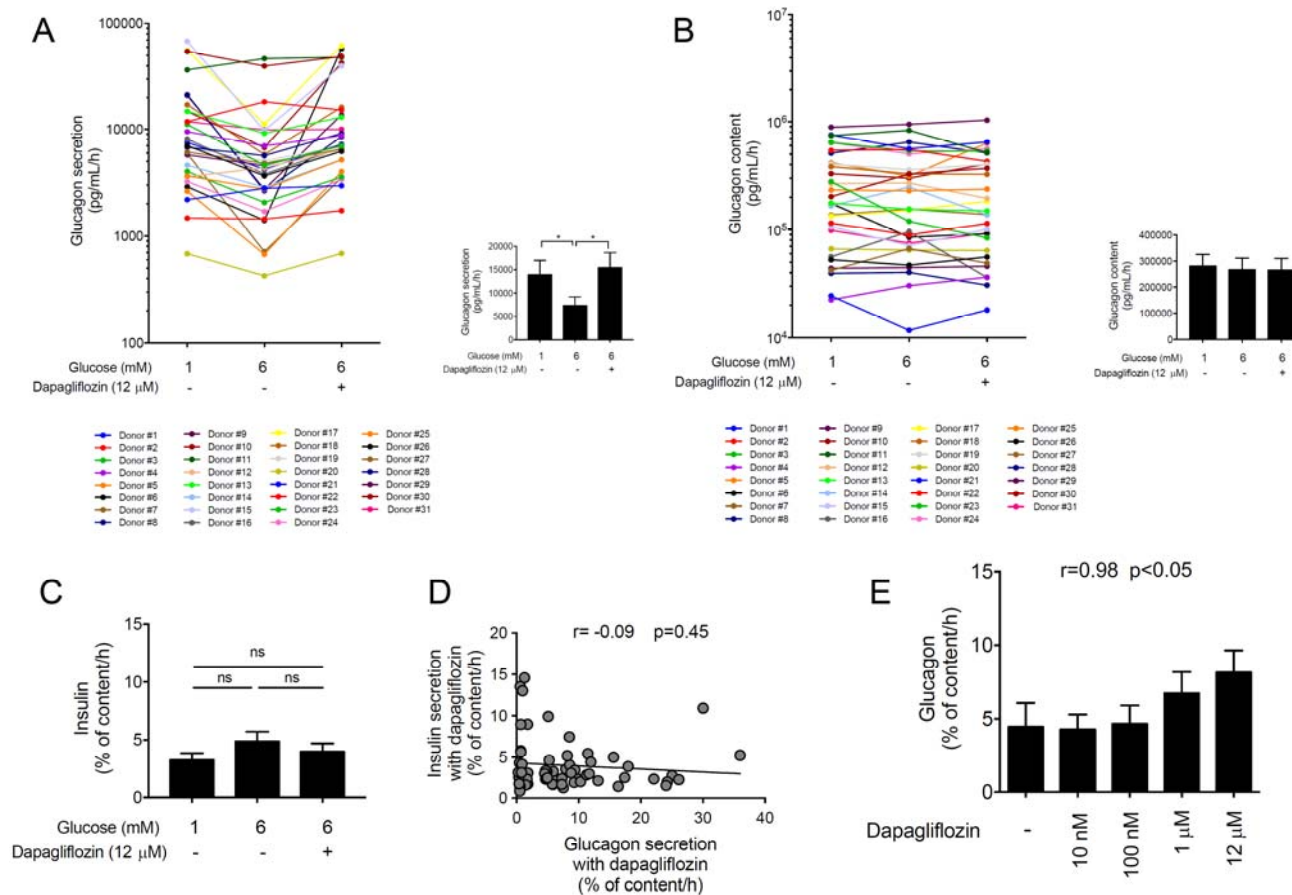 A
Glucagon secretion
(pg/mL/h)
100000
10000
1000
100
Glucose (mM) 1 6 6
Dapagliflozin (12 μM) - - +
Glucagon secretion
(pg/mL/h)
20000
15000
10000
5000
0
* *
Glucose (mM) 1 6 6
Dapagliflozin (12 μM) - - +
Donor #1 Donor #9 Donor #17 Donor #25
Donor #2 Donor #10 Donor #18 Donor #26
Donor #3 Donor #11 Donor #19 Donor #27
Donor #4 Donor #12 Donor #20 Donor #28
Donor #5 Donor #13 Donor #21 Donor #29
Donor #6 Donor #14 Donor #22 Donor #30
Donor #7 Donor #15 Donor #23 Donor #31
Donor #8 Donor #16 Donor #24
B
Glucagon content
(pg/mL/h)
10⁷
10⁶
10⁵
10⁴
Glucose (mM) 1 6 6
Dapagliflozin (12 μM) - - +
Glucagon content
(pg/mL/h)
400000
300000
200000
100000
0
Glucose (mM) 1 6 6
Dapagliflozin (12 μM) - - +
Donor #1 Donor #9 Donor #17 Donor #25
Donor #2 Donor #10 Donor #18 Donor #26
Donor #3 Donor #11 Donor #19 Donor #27
Donor #4 Donor #12 Donor #20 Donor #28
Donor #5 Donor #13 Donor #21 Donor #29
Donor #6 Donor #14 Donor #22 Donor #30
Donor #7 Donor #15 Donor #23 Donor #31
Donor #8 Donor #16 Donor #24
C
Insulin
(% of content/h)
15
10
5
0
ns
ns ns
Glucose (mM) 1 6 6
Dapagliflozin (12 μM) - - +
D
r= -0.09 p=0.45
Insulin secretion
with dapagliflozin
(% of content/h)
20
15
10
5
0
0 10 20 30 40
Glucagon secretion
with dapagliflozin
(% of content/h)
E
r=0.98 p<0.05
Glucagon
(% of content/h)
15
10
5
0
Dapagliflozin - 10 nM 100 nM 1 μM 12 μM